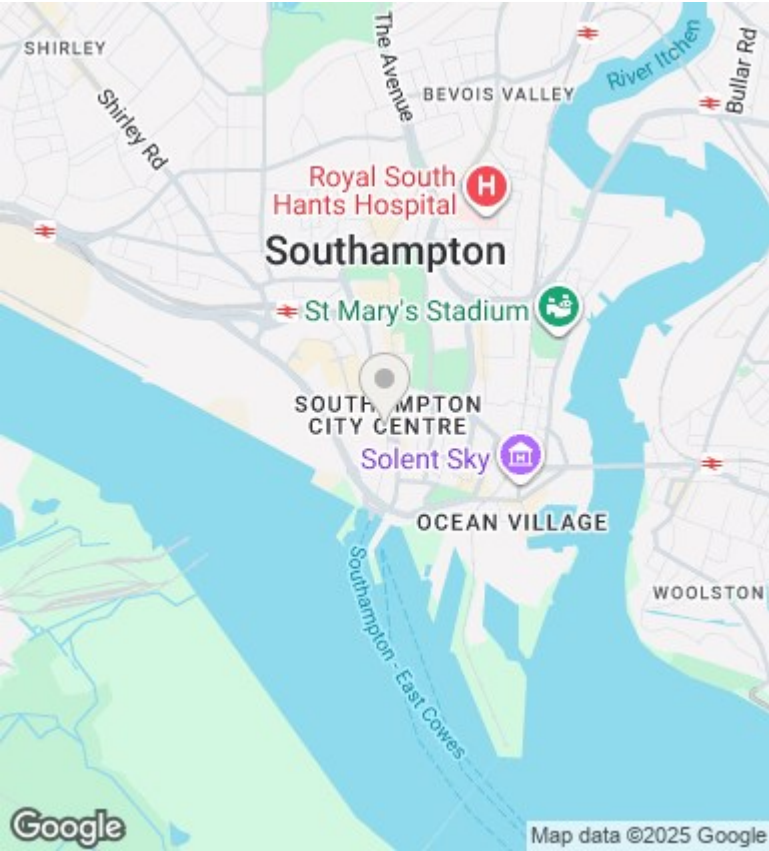 SHIRLEY
The Avenue
River Itchen
Bullar Rd
Shirley Rd
BEVOIS VALLEY
Royal South
Hants Hospital
H
Southampton
St Mary's Stadium
SOUTHAMPTON
CITY CENTRE
Solent Sky
OCEAN VILLAGE
WOOLSTON
Southampton - East Cowes
Google
Map data ©2025 Google